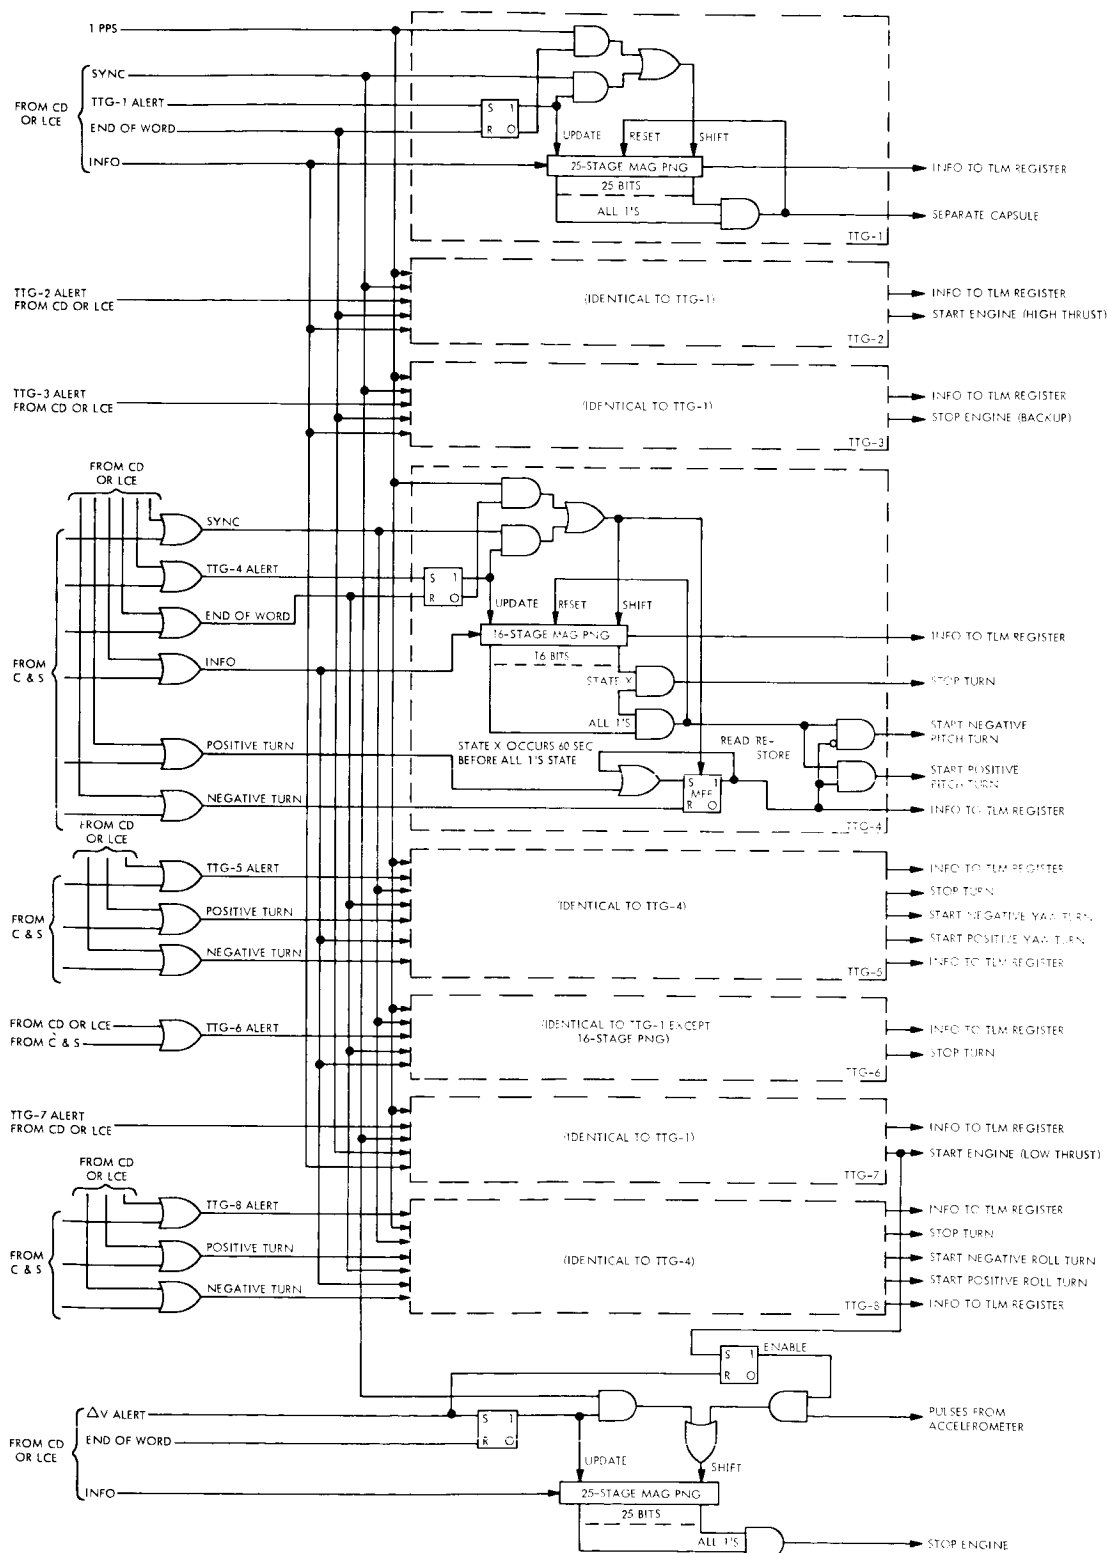 1 PPS
FROM CD
OR LCE
SYNC
TTG-1 ALERT
END OF WORD
INFO
S 1
R O
UPDATE
RESET
SHIFT
25-STAGE MAG PNG
25 BITS
ALL 1'S
TTG-1
INFO TO TLM REGISTER
SEPARATE CAPSULE
TTG-2 ALERT
FROM CD OR LCE
(IDENTICAL TO TTG-1)
TTG-2
INFO TO TLM REGISTER
START ENGINE (HIGH THRUST)
TTG-3 ALERT
FROM CD OR LCE
(IDENTICAL TO TTG-1)
TTG-3
INFO TO TLM REGISTER
STOP ENGINE (BACKUP)
FROM CD
OR LCE
FROM
C & S
SYNC
TTG-4 ALERT
END OF WORD
INFO
POSITIVE TURN
NEGATIVE TURN
S 1
R O
UPDATE
RESET
SHIFT
16-STAGE MAG PNG
16 BITS
STATE X
ALL 1'S
STATE X OCCURS 60 SEC
BEFORE ALL 1'S STATE
READ RE-
STORE
S 1
MFF
R O
TTG-4
INFO TO TLM REGISTER
STOP TURN
START NEGATIVE
PITCH TURN
START POSITIVE
PITCH TURN
INFO TO TLM REGISTER
FROM CD
OR LCE
FROM
C & S
TTG-5 ALERT
POSITIVE TURN
NEGATIVE TURN
(IDENTICAL TO TTG-4)
TTG-5
INFO TO TLM REGISTER
STOP TURN
START NEGATIVE YAW TURN
START POSITIVE YAW TURN
INFO TO TLM REGISTER
FROM CD OR LCE
FROM C & S
TTG-6 ALERT
(IDENTICAL TO TTG-1 EXCEPT
16-STAGE PNG)
TTG-6
INFO TO TLM REGISTER
STOP TURN
TTG-7 ALERT
FROM CD OR LCE
(IDENTICAL TO TTG-1)
TTG-7
INFO TO TLM REGISTER
START ENGINE (LOW THRUST)
FROM CD
OR LCE
FROM
C & S
TTG-8 ALERT
POSITIVE TURN
NEGATIVE TURN
(IDENTICAL TO TTG-4)
TTG-8
INFO TO TLM REGISTER
STOP TURN
START NEGATIVE ROLL TURN
START POSITIVE ROLL TURN
INFO TO TLM REGISTER
S 1
R O
ENABLE
FROM CD
OR LCE
ΔV ALERT
END OF WORD
INFO
S 1
R O
PULSES FROM
ACCELEROMETER
UPDATE
SHIFT
25-STAGE MAG PNG
25 BITS
ALL 1'S
STOP ENGINE